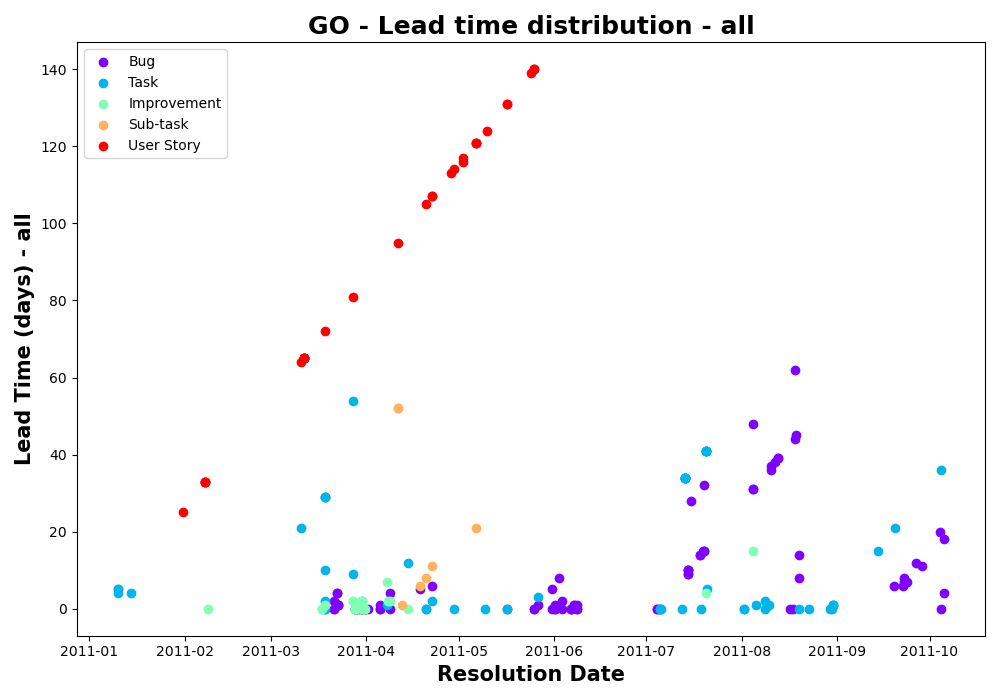 GO - Lead time distribution - all
Bug
Task
Improvement
Sub-task
User Story
Lead Time (days) - all
140
120
100
80
60
40
20
0
2011-01 2011-02 2011-03 2011-04 2011-05 2011-06 2011-07 2011-08 2011-09 2011-10
Resolution Date